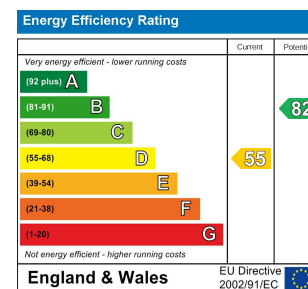 Energy Efficiency Rating
Current Potenti
Very energy efficient - lower running costs
(92 plus) A
(81-91) B 82
(69-80) C
(55-68) D 55
(39-54) E
(21-38) F
(1-20) G
Not energy efficient - higher running costs
England & Wales
EU Directive
2002/91/EC